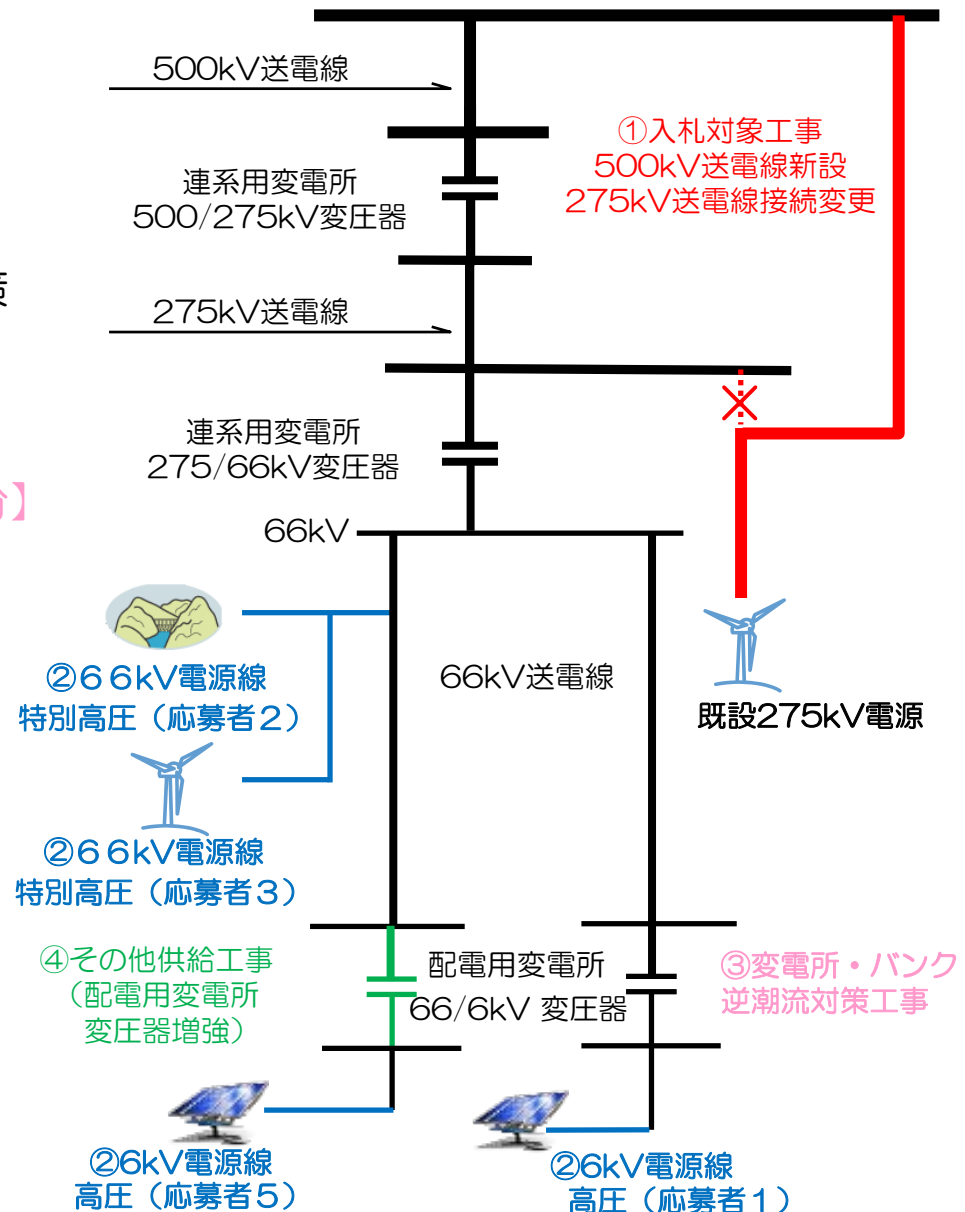 500kV送電線
①入札対象工事
500kV送電線新設
275kV送電線接続変更
連系用変電所
500/275kV変圧器
策
275kV送電線
連系用変電所
275/66kV変圧器
分】
66kV
②66kV電源線
特別高圧（応募者2）
66kV送電線
既設275kV電源
②66kV電源線
特別高圧（応募者3）
④その他供給工事
（配電用変電所
変圧器増強）
配電用変電所
66/6kV 変圧器
③変電所・バンク
逆潮流対策工事
②6kV電源線
高圧（応募者5）
②6kV電源線
高圧（応募者1）